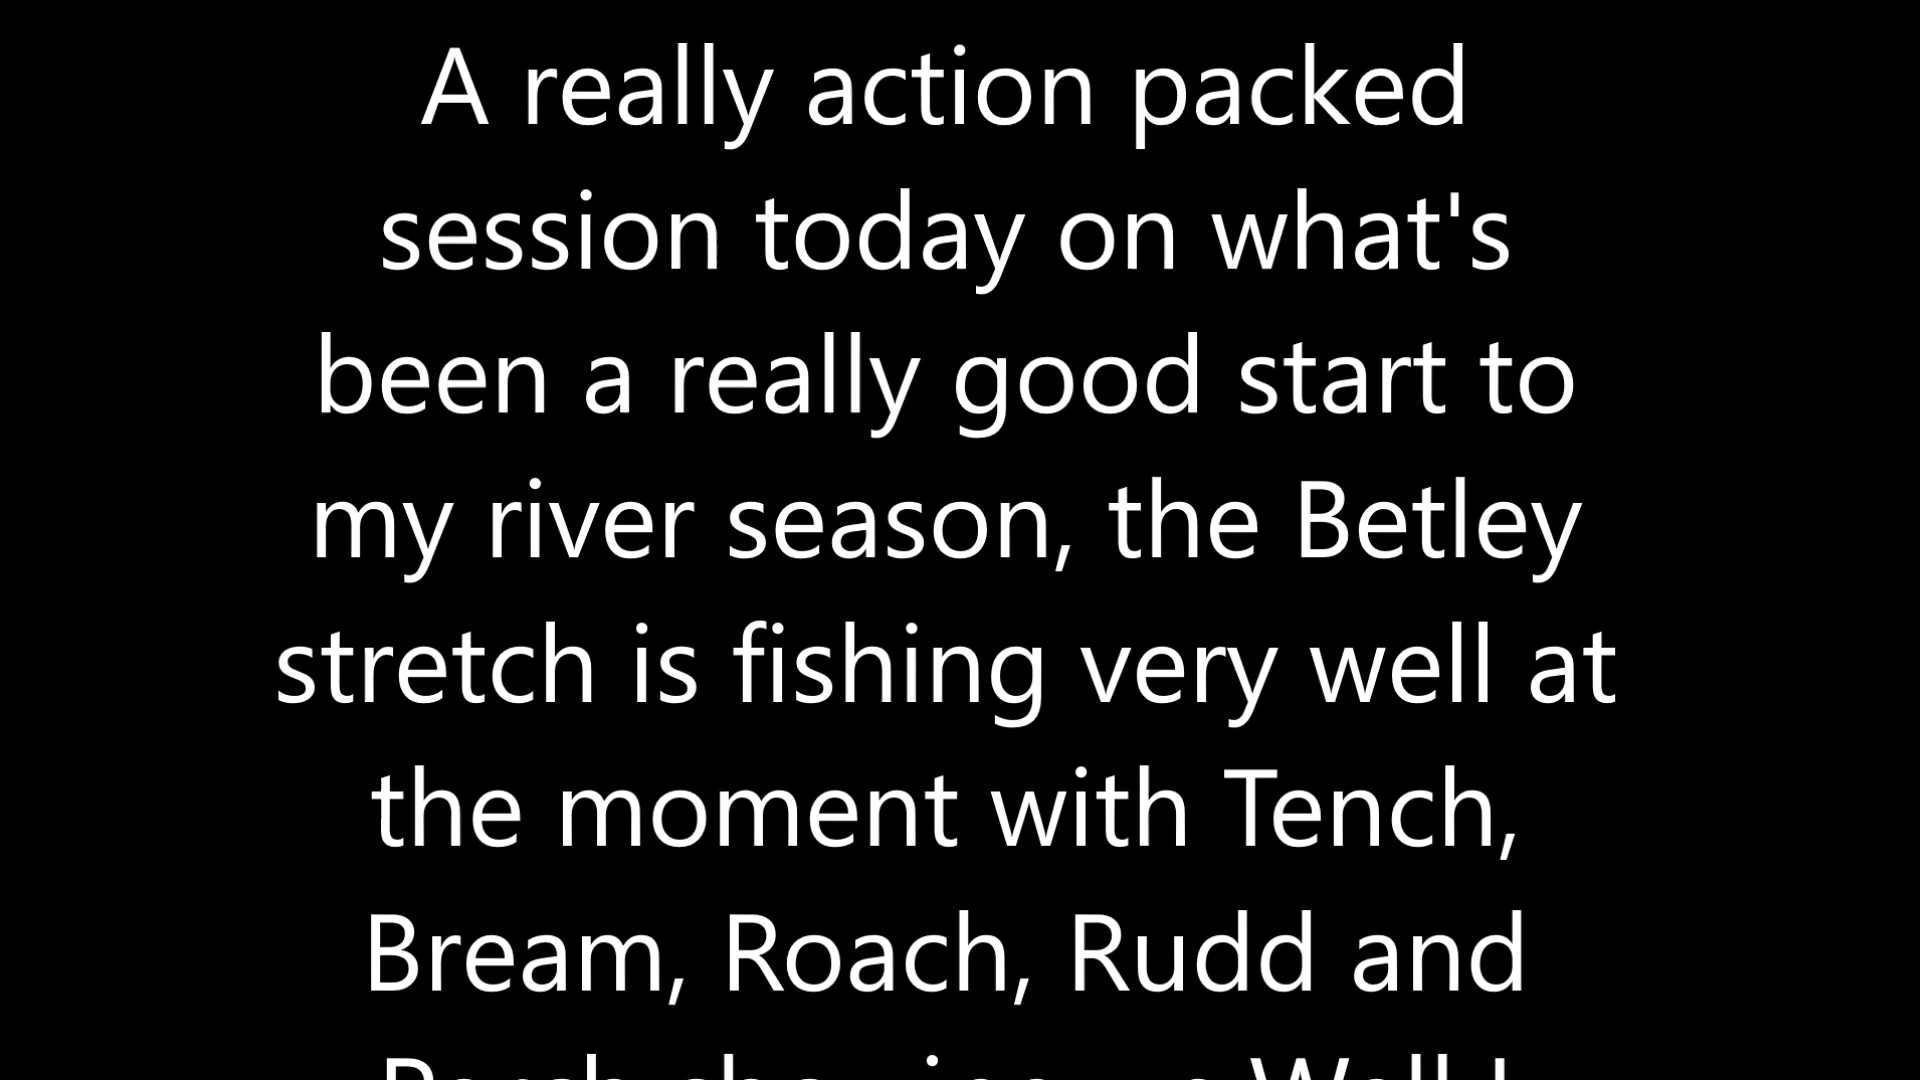 A really action packed
session today on what's
been a really good start to
my river season, the Betley
stretch is fishing very well at
the moment with Tench,
Bream, Roach, Rudd and